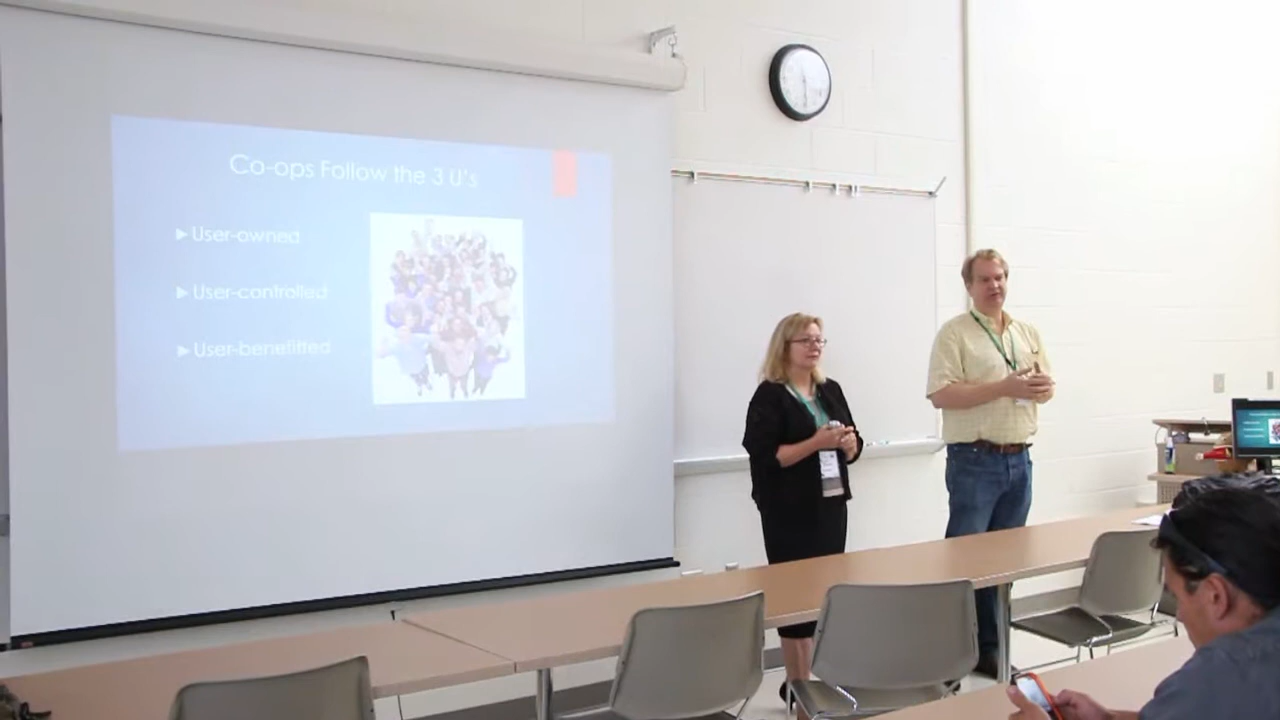 Co-ops Follow the 3 U's
User-owned
User-controlled
User-benefitted